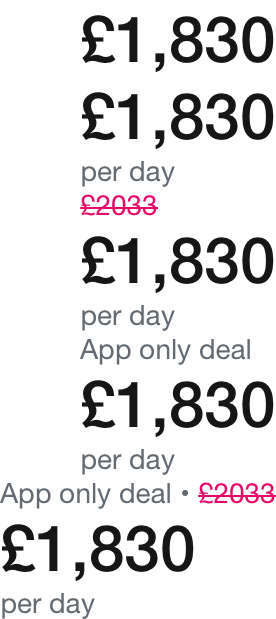 £1,830
£1,830
per day
£2033
£1,830
per day
App only deal
£1,830
per day
App only deal • £2033
£1,830
per day